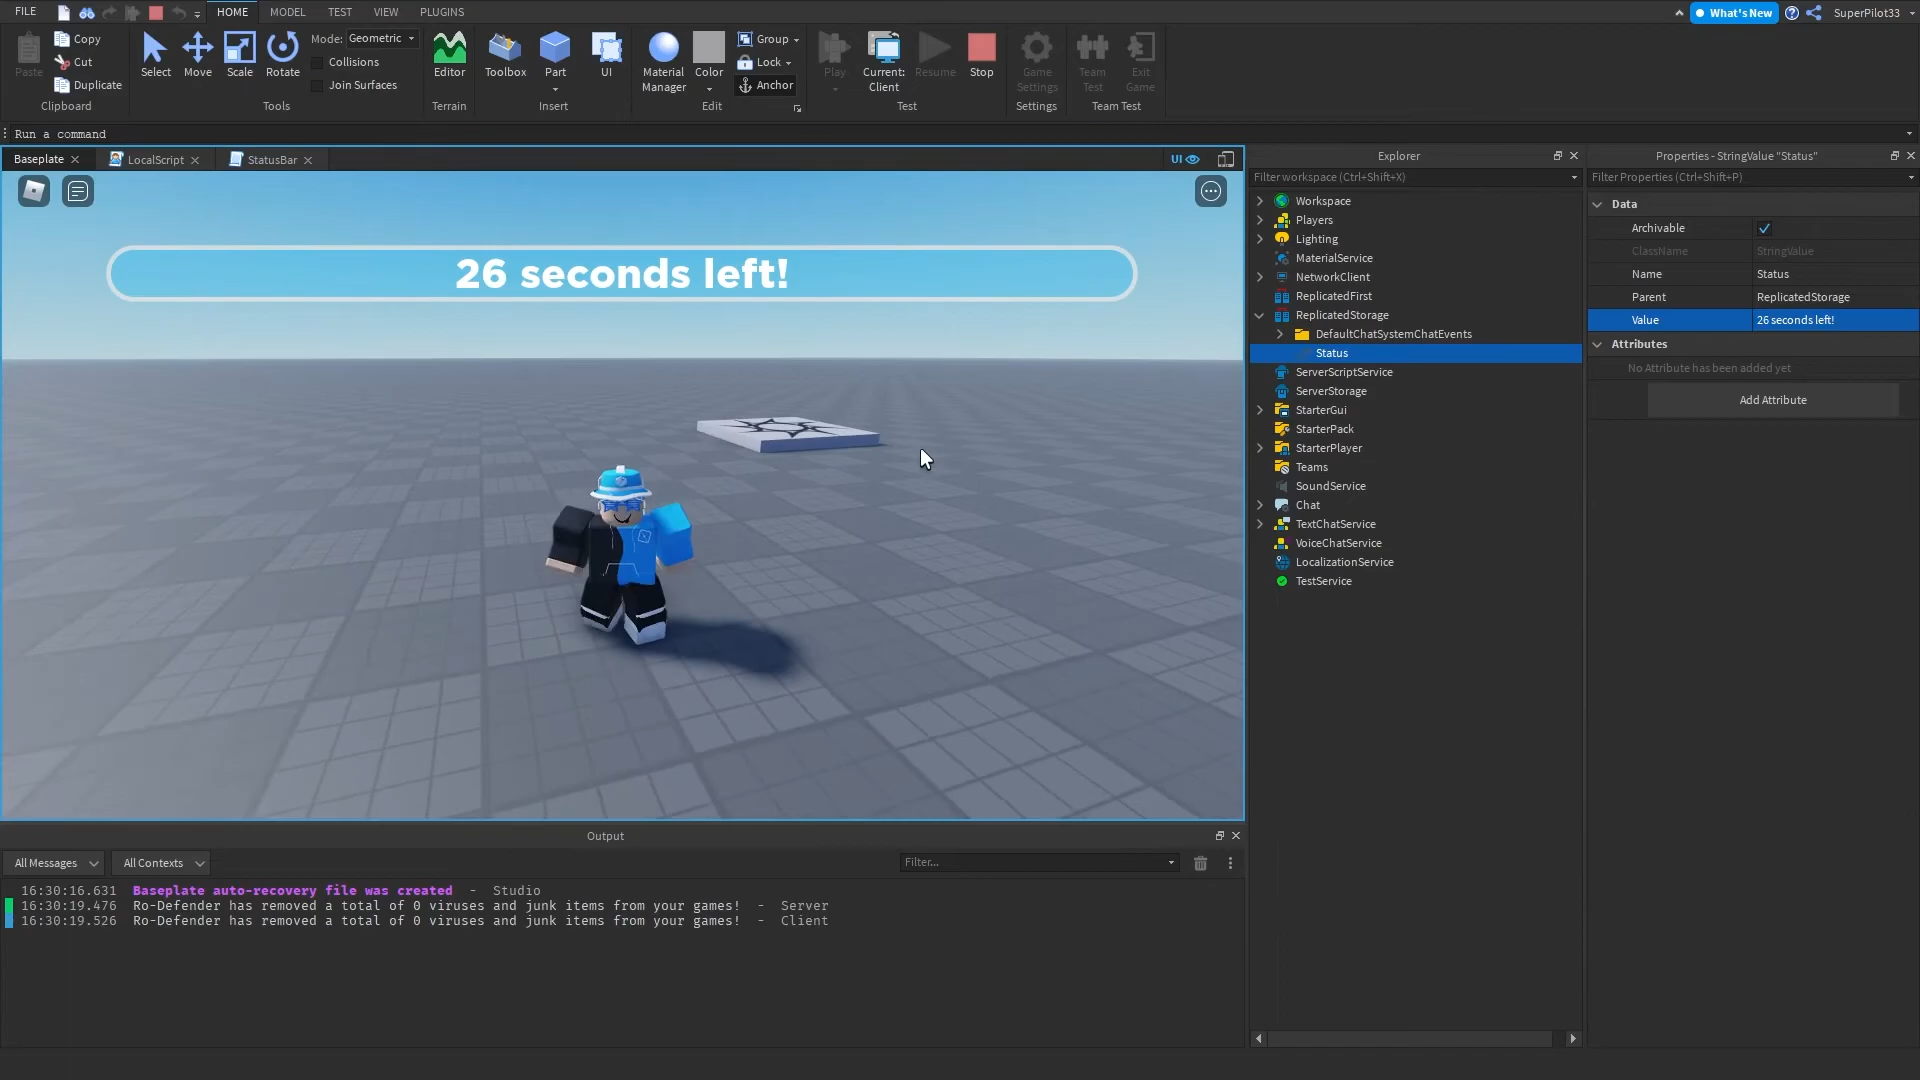 FILE HOME MODEL TEST VIEW PLUGINS What's New SuperPilot33
Paste Copy Cut Duplicate Clipboard
Select Move Scale Rotate Mode: Geometric Collisions Join Surfaces Tools
Editor Terrain
Toolbox Part UI Insert
Material Manager Color Group Lock Anchor Edit
Play Current: Client Resume Stop Test
Game Settings Settings
Team Test Exit Game Team Test
Run a command
Baseplate LocalScript StatusBar UI
26 seconds left!
Explorer
Filter workspace (Ctrl+Shift+X)
Workspace
Players
Lighting
MaterialService
NetworkClient
ReplicatedFirst
ReplicatedStorage
DefaultChatSystemChatEvents
Status
ServerScriptService
ServerStorage
StarterGui
StarterPack
StarterPlayer
Teams
SoundService
Chat
TextChatService
VoiceChatService
LocalizationService
TestService
Properties - StringValue "Status"
Filter Properties (Ctrl+Shift+P)
Data
Archivable
ClassName StringValue
Name Status
Parent ReplicatedStorage
Value 26 seconds left!
Attributes
No Attribute has been added yet
Add Attribute
Output
All Messages All Contexts Filter...
16:30:16.631 Baseplate auto-recovery file was created - Studio
16:30:19.476 Ro-Defender has removed a total of 0 viruses and junk items from your games! - Server
16:30:19.526 Ro-Defender has removed a total of 0 viruses and junk items from your games! - Client